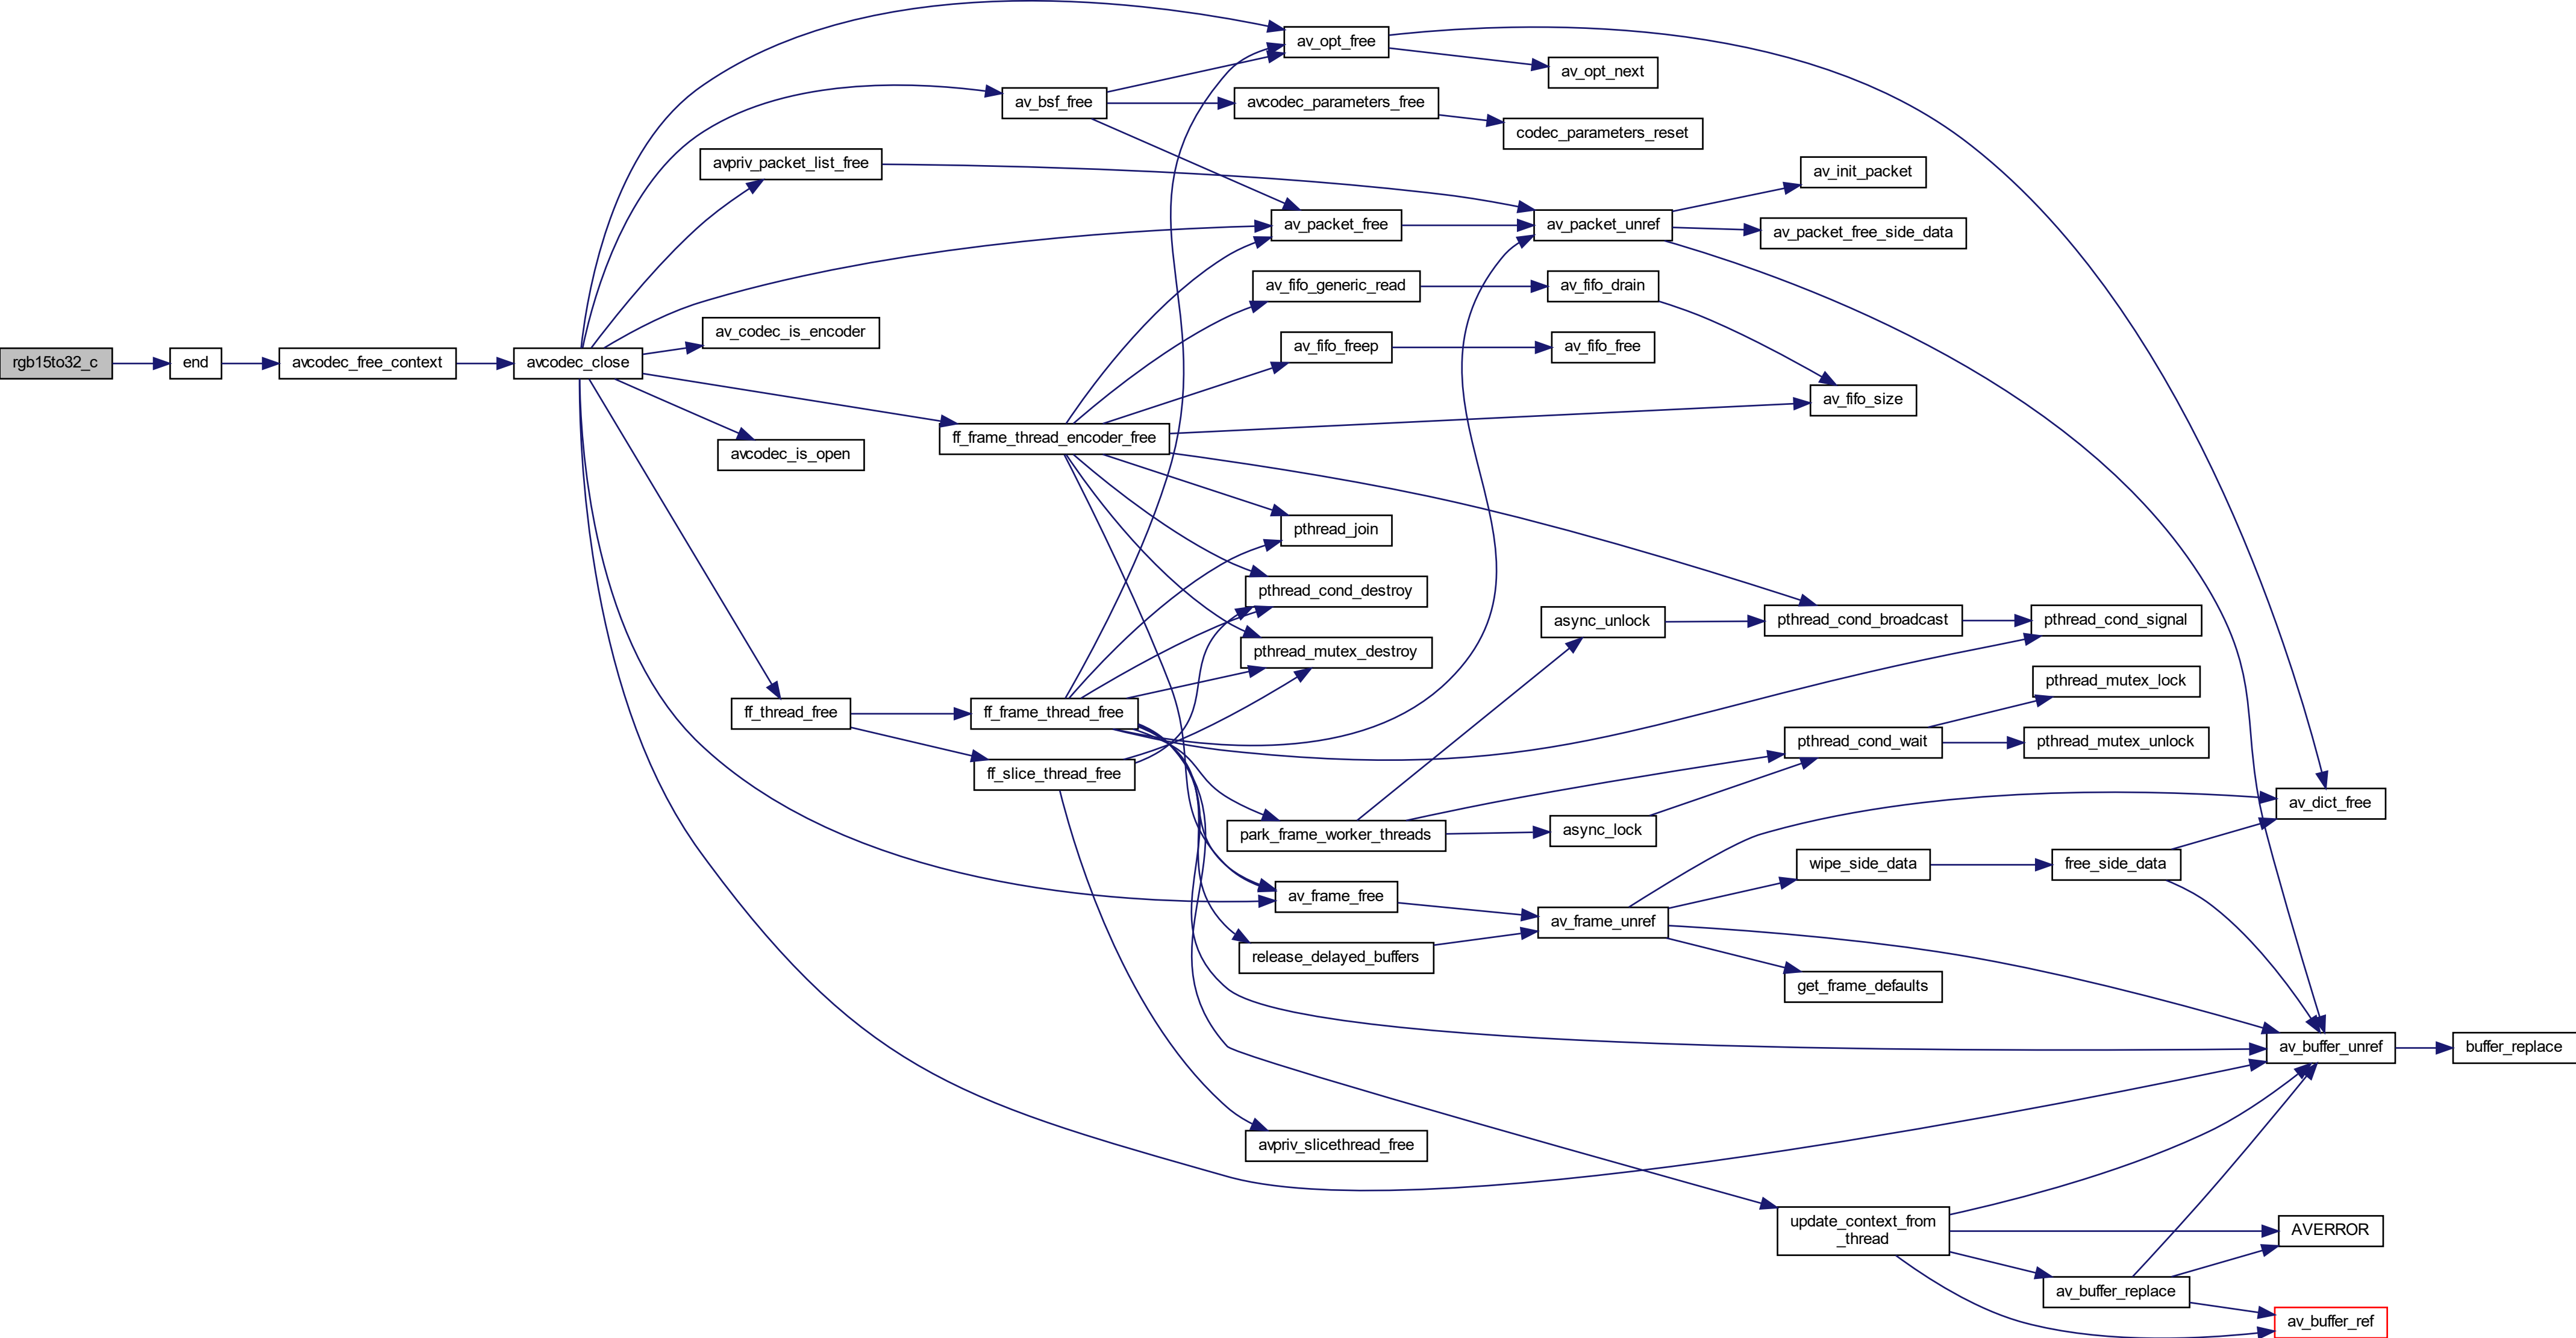 av_opt_free
av_opt_next
av_bsf_free
avcodec_parameters_free
codec_parameters_reset
avpriv_packet_list_free
av_init_packet
av_packet_free
av_packet_unref
av_packet_free_side_data
av_fifo_generic_read
av_fifo_drain
av_codec_is_encoder
av_fifo_freep
av_fifo_free
rgb15to32_c
end
avcodec_free_context
avcodec_close
av_fifo_size
ff_frame_thread_encoder_free
avcodec_is_open
pthread_join
pthread_cond_destroy
async_unlock
pthread_cond_broadcast
pthread_cond_signal
pthread_mutex_destroy
pthread_mutex_lock
ff_thread_free
ff_frame_thread_free
pthread_cond_wait
pthread_mutex_unlock
ff_slice_thread_free
av_dict_free
park_frame_worker_threads
async_lock
wipe_side_data
free_side_data
av_frame_free
av_frame_unref
release_delayed_buffers
get_frame_defaults
av_buffer_unref
buffer_replace
avpriv_slicethread_free
update_context_from
_thread
AVERROR
av_buffer_replace
av_buffer_ref